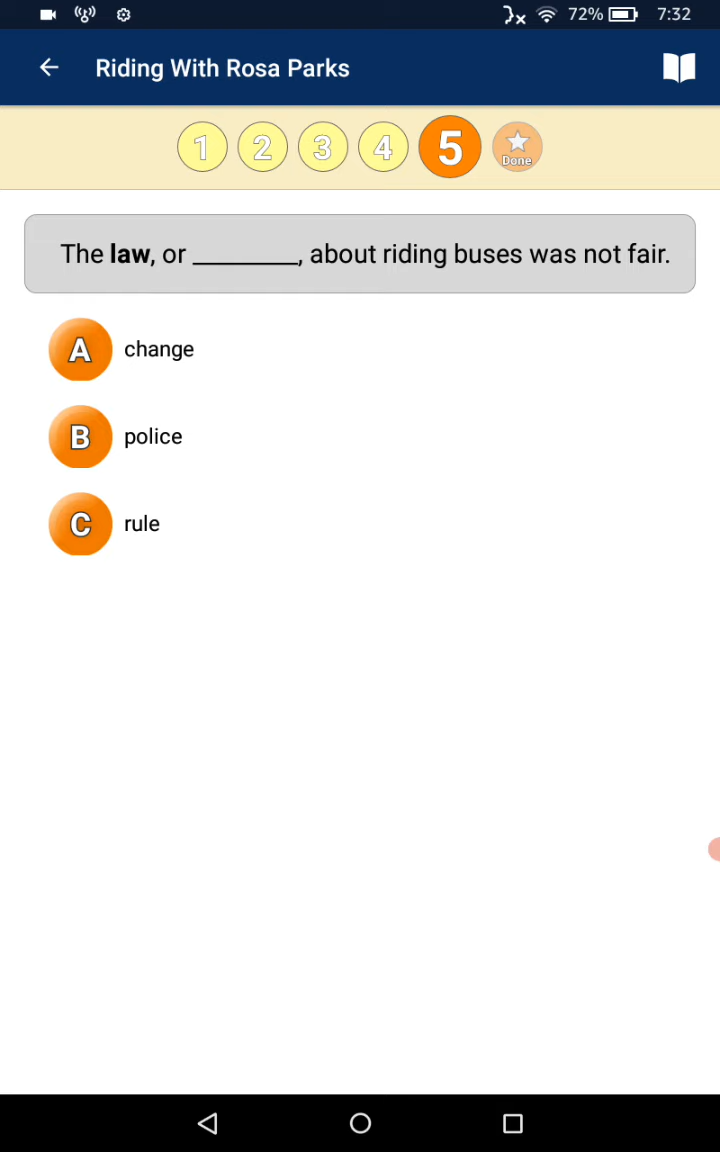 72% 7:32
Riding With Rosa Parks
1 2 3 4 5 Done
The law, or ________, about riding buses was not fair.
A change
B police
C rule